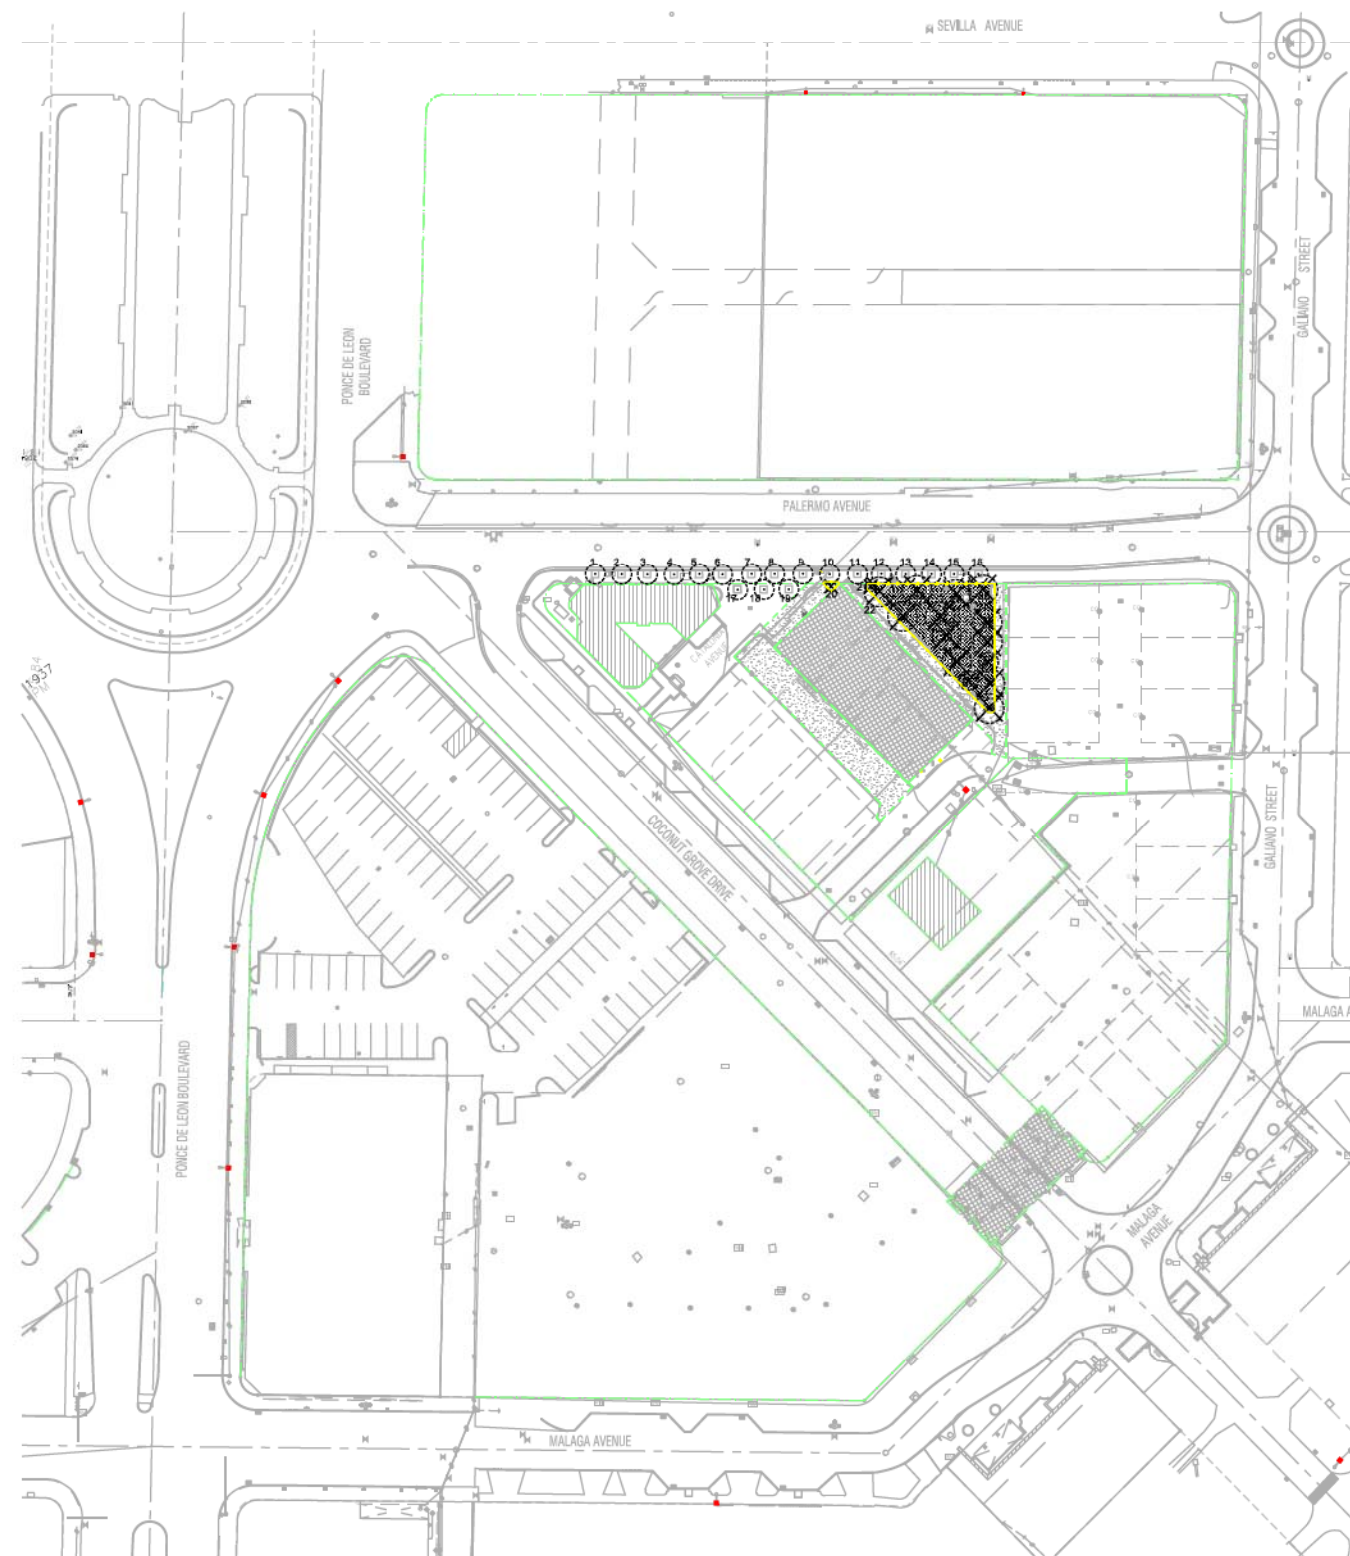 SEVILLA AVENUE
GALIANO STREET
PONCE DE LEON
BOULEVARD
PALERMO AVENUE
1 2 3 4 5 6 7 8 9 10 11 12 13 14 15 16
17 18 19 20
22
1937
COCONUT GROVE DRIVE
GALIANO STREET
MALAGA A
PONCE DE LEON BOULEVARD
MALAGA
AVENUE
MALAGA AVENUE